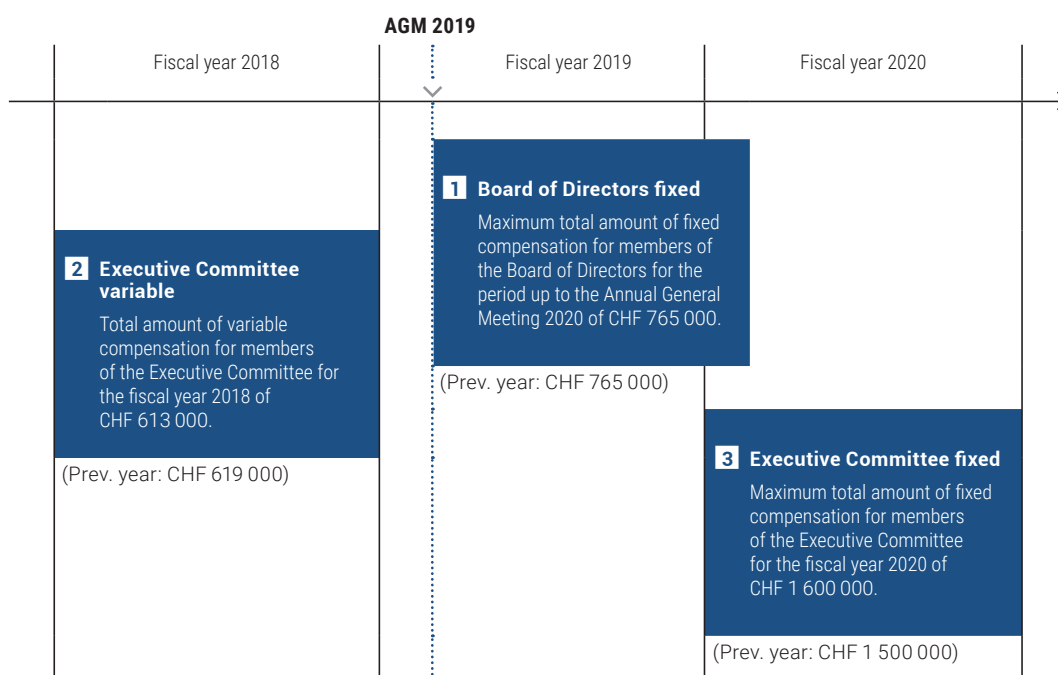 AGM 2019
Fiscal year 2018
Fiscal year 2019
Fiscal year 2020
1 Board of Directors fixed
Maximum total amount of fixed
compensation for members of
the Board of Directors for the
period up to the Annual General
Meeting 2020 of CHF 765 000.
(Prev. year: CHF 765 000)
2 Executive Committee
variable
Total amount of variable
compensation for members
of the Executive Committee for
the fiscal year 2018 of
CHF 613 000.
(Prev. year: CHF 619 000)
3 Executive Committee fixed
Maximum total amount of fixed
compensation for members
of the Executive Committee
for the fiscal year 2020 of
CHF 1 600 000.
(Prev. year: CHF 1 500 000)